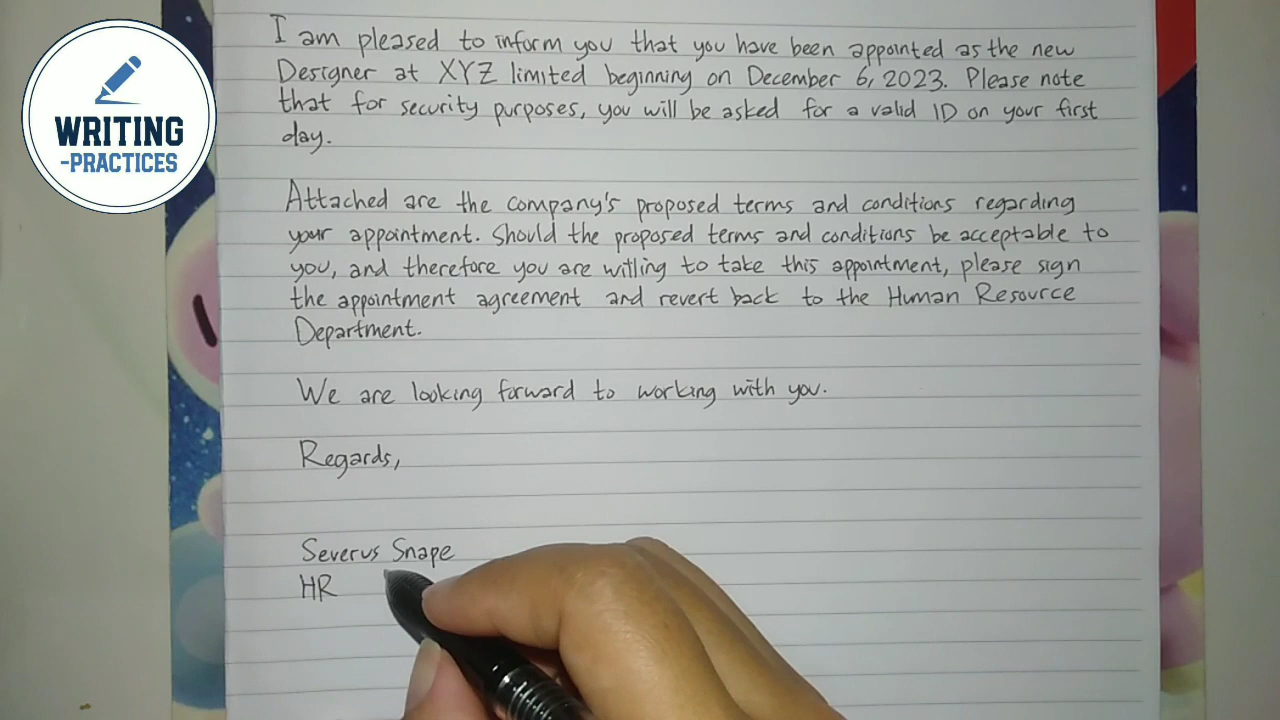 WRITING
-PRACTICES
I am pleased to inform you that you have been appointed as the new
Designer at XYZ limited beginning on December 6, 2023. Please note
that for security purposes, you will be asked for a valid ID on your first
day.
Attached are the company's proposed terms and conditions regarding
your appointment. Should the proposed terms and conditions be acceptable to
you, and therefore you are willing to take this appointment, please sign
the appointment agreement and revert back to the Human Resource
Department.
We are looking forward to working with you.
Regards,
Severus Snape
HR